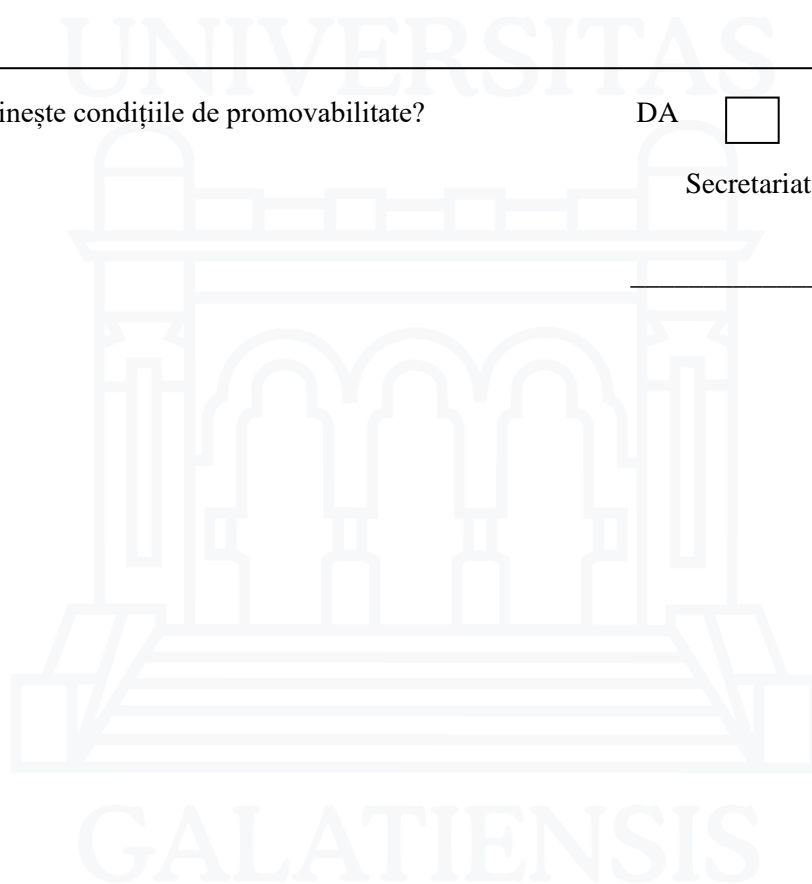 UNIVERSITAS
inește condițiile de promovabilitate? DA
Secretariat
GALATIENSIS